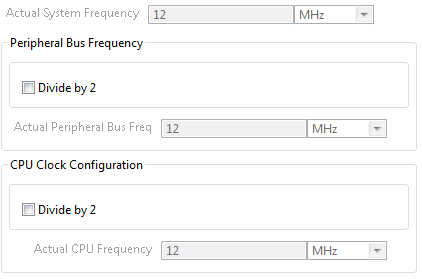 Actual System Frequency 12 MHz
Peripheral Bus Frequency
Divide by 2
Actual Peripheral Bus Freq 12 MHz
CPU Clock Configuration
Divide by 2
Actual CPU Frequency 12 MHz